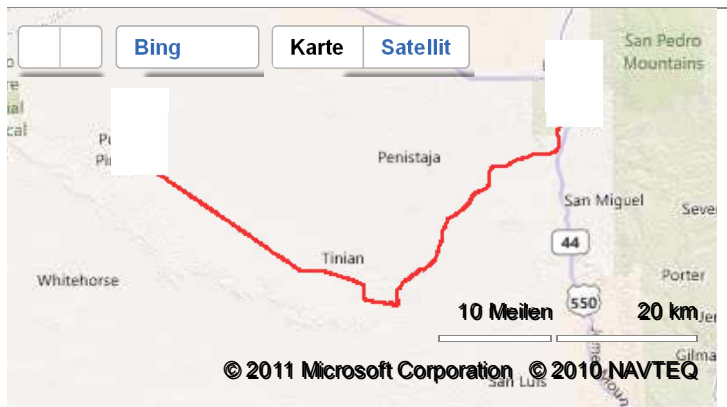 Bing
Karte
Satellit
San Pedro
Mountains
Penistaja
San Miguel
44
Tinian
Whitehorse
Porter
550
10 Meilen
20 km
© 2011 Microsoft Corporation
© 2010 NAVTEQ
San Luis